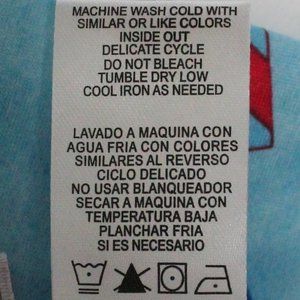 MACHINE WASH COLD WITH
SIMILAR OR LIKE COLORS
INSIDE OUT
DELICATE CYCLE
DO NOT BLEACH
TUMBLE DRY LOW
COOL IRON AS NEEDED
LAVADO A MAQUINA CON
AGUA FRIA CON COLORES
SIMILARES AL REVERSO
CICLO DELICADO
NO USAR BLANQUEADOR
SECAR A MAQUINA CON
TEMPERATURA BAJA
PLANCHAR FRIA
SI ES NECESARIO